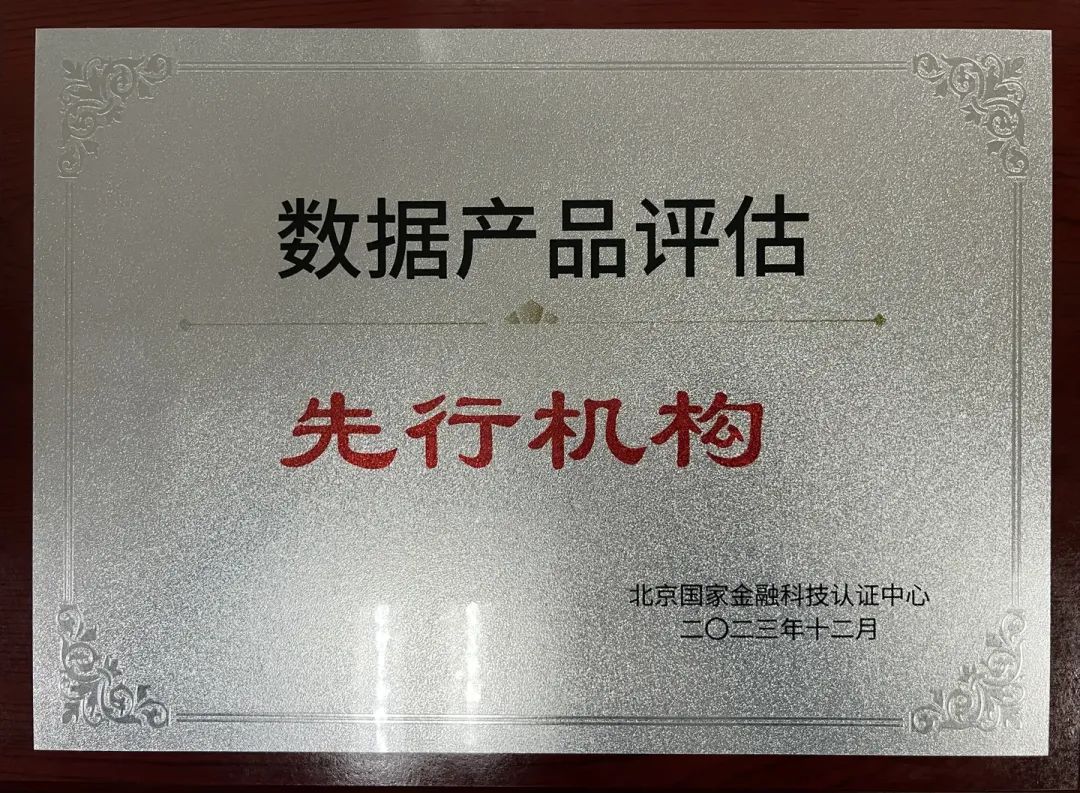 数据产品评估
先行机构
北京国家金融科技认证中心
二〇二三年十二月